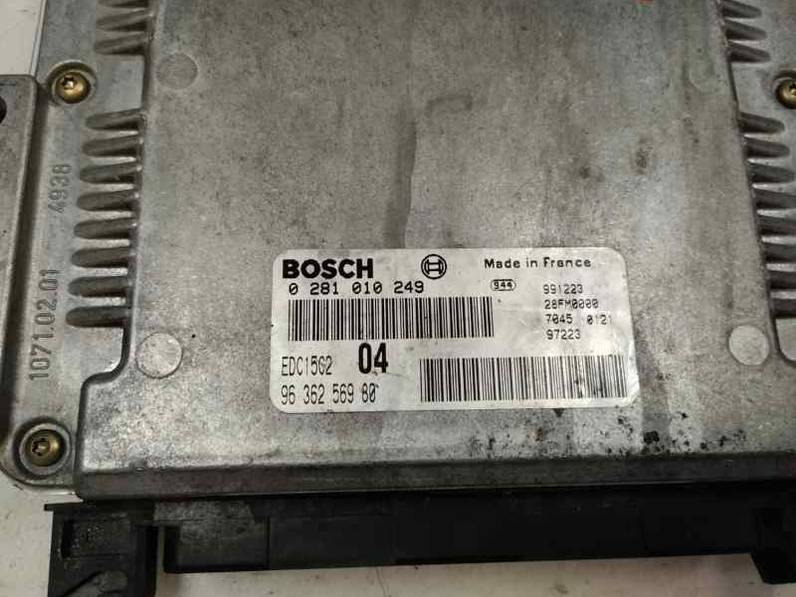 4938
1071.02.01
BOSCH
Made in France
0 281 010 249
944 991223
28FM0000
7045 0121
97223
EDC15C2 04
96 362 569 80